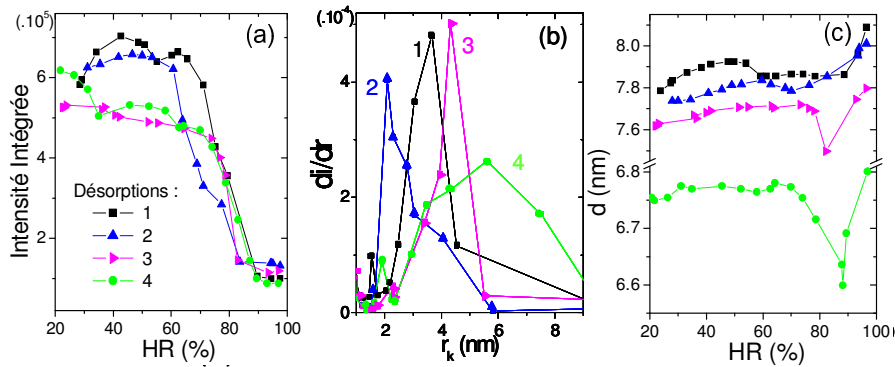 (.10⁵)
(a)
Intensité Intégrée
6
4
2
Désorptions :
1
2
3
4
20 40 60 80 100
HR (%)
(.10⁻⁴)
(b)
di/dr
4
2
0
1
2
3
4
2 4 6 8
r_k (nm)
(c)
d (nm)
8.0
7.8
7.6
6.8
6.7
6.6
20 40 60 80 100
HR (%)